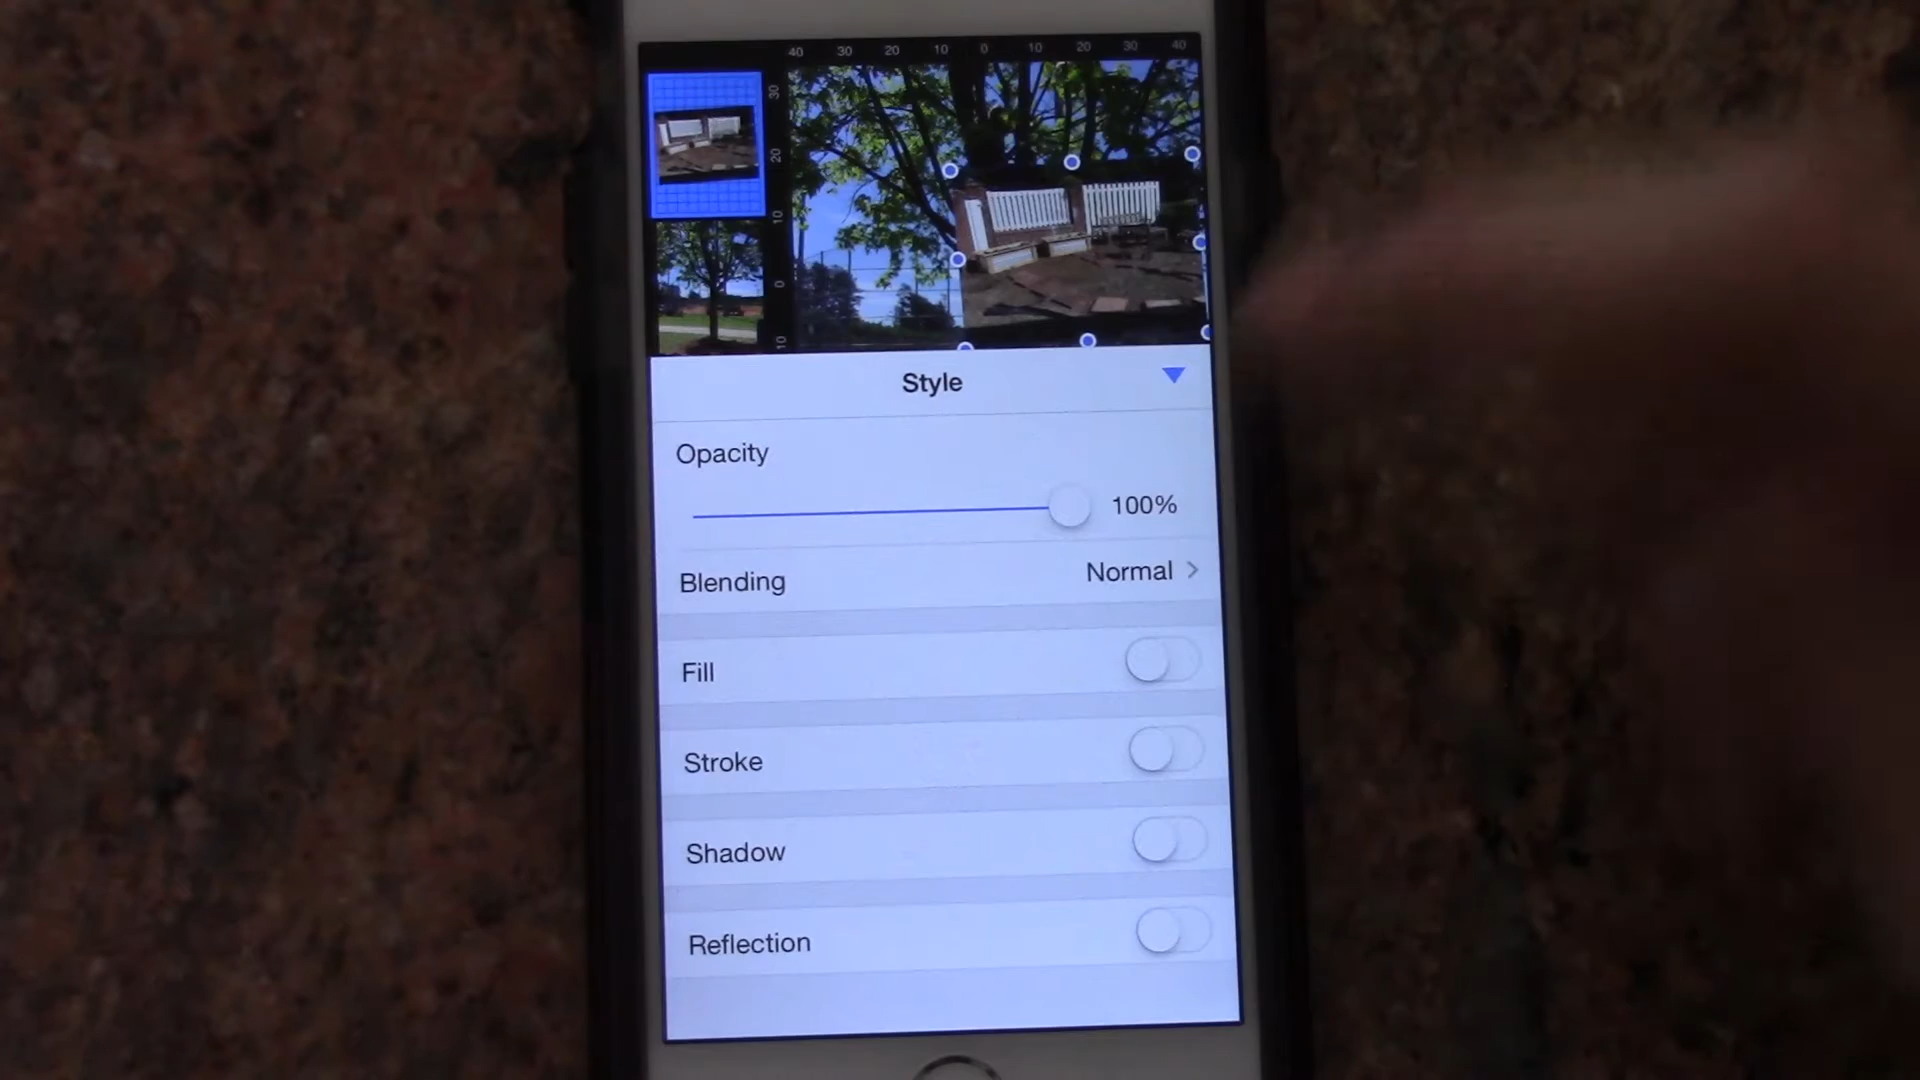 40 30 20 10 0 10 20 30 40
30
20
10
0
10
Style
Opacity
100%
Blending Normal
Fill
Stroke
Shadow
Reflection